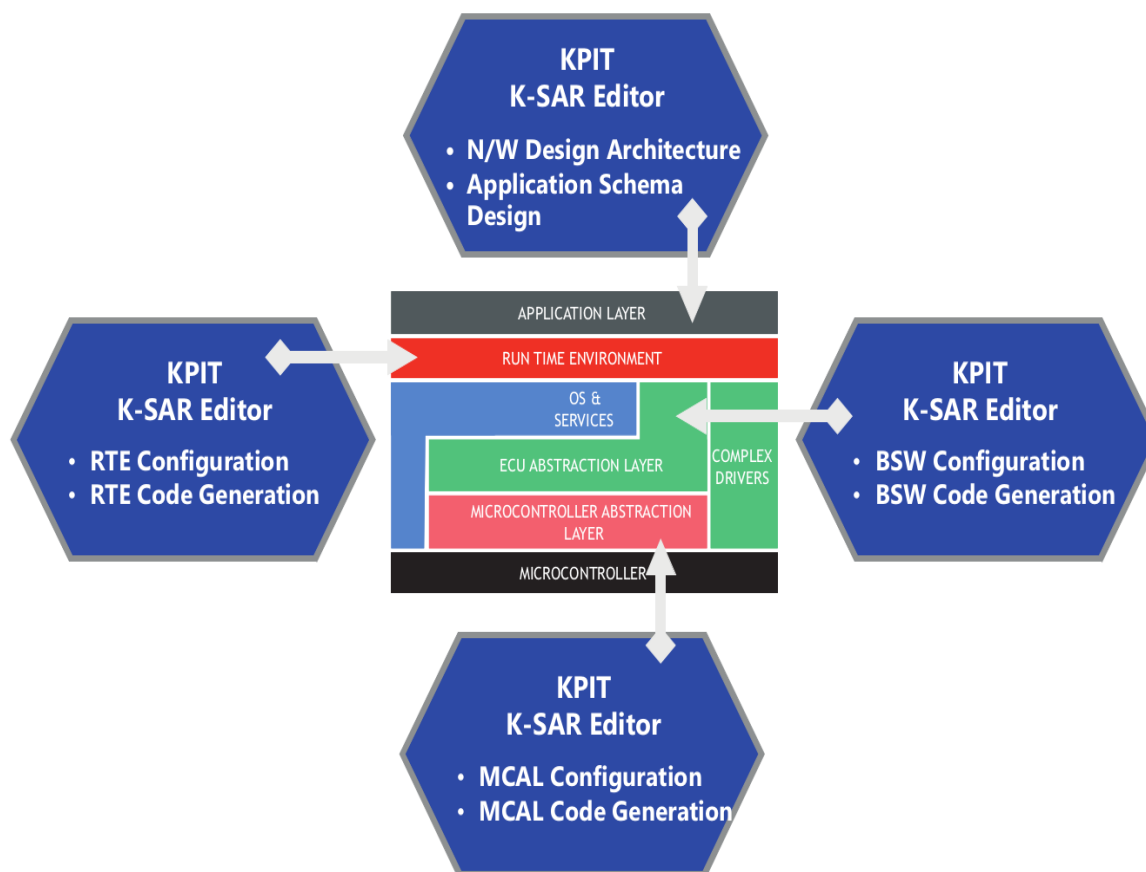 KPIT
K-SAR Editor
• N/W Design Architecture
• Application Schema
Design
APPLICATION LAYER
RUN TIME ENVIRONMENT
OS &
SERVICES
ECU ABSTRACTION LAYER
COMPLEX
DRIVERS
MICROCONTROLLER ABSTRACTION
LAYER
MICROCONTROLLER
KPIT
K-SAR Editor
• RTE Configuration
• RTE Code Generation
KPIT
K-SAR Editor
• BSW Configuration
• BSW Code Generation
KPIT
K-SAR Editor
• MCAL Configuration
• MCAL Code Generation